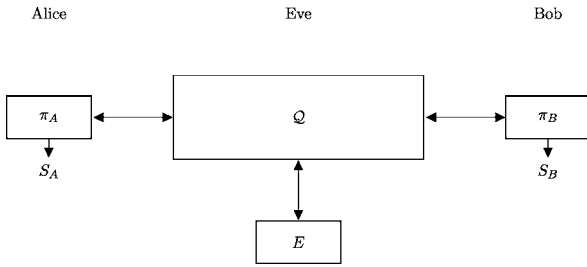 Alice Eve Bob
π_A 𝒬 π_B
S_A S_B
E